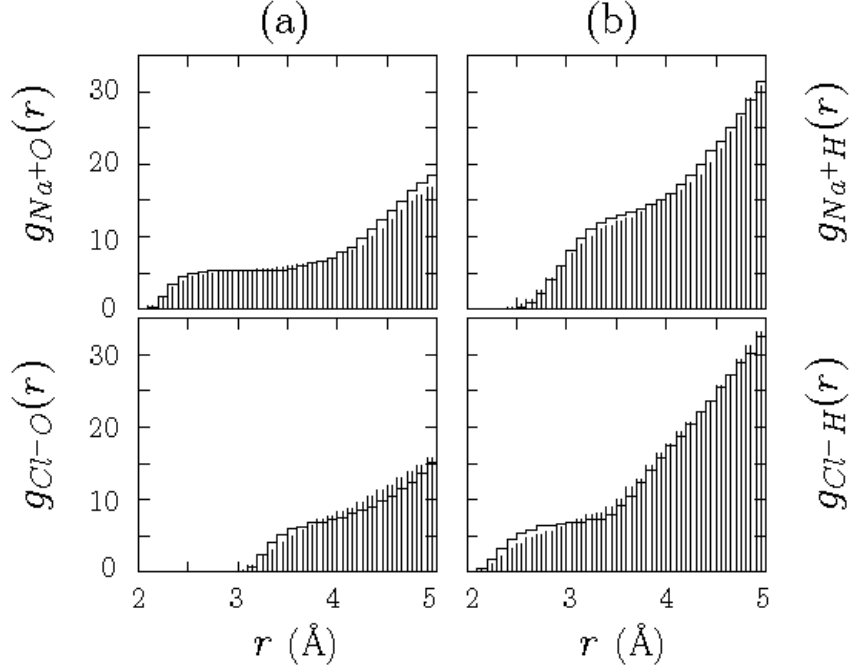 (a) (b)
g_{Na^+O}(r) g_{Na^+H}(r)
30
20
10
0
g_{Cl^-O}(r) g_{Cl^-H}(r)
30
20
10
0
2 3 4 5 2 3 4 5
r (Å) r (Å)